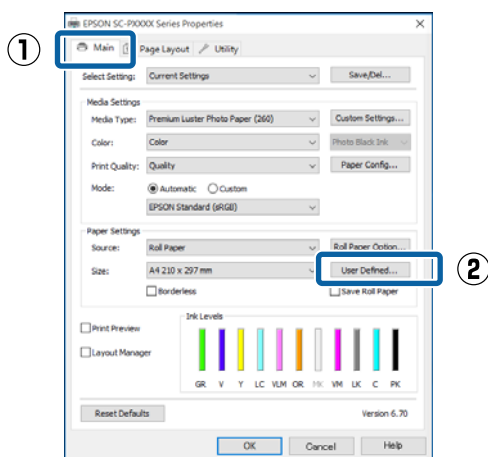 EPSON SC-PXXXX Series Properties
① Main Page Layout Utility
Select Setting: Current Settings Save/Del...
Media Settings
Media Type: Premium Luster Photo Paper (260) Custom Settings...
Color: Color Photo Black Ink
Print Quality: Quality Paper Config...
Mode: Automatic Custom
EPSON Standard (sRGB)
Paper Settings
Source: Roll Paper Roll Paper Option...
Size: A4 210 x 297 mm User Defined... ②
Borderless Save Roll Paper
Print Preview Ink Levels
Layout Manager
GR V Y LC VLM OR MK VM LK C PK
Reset Defaults Version 6.70
OK Cancel Help